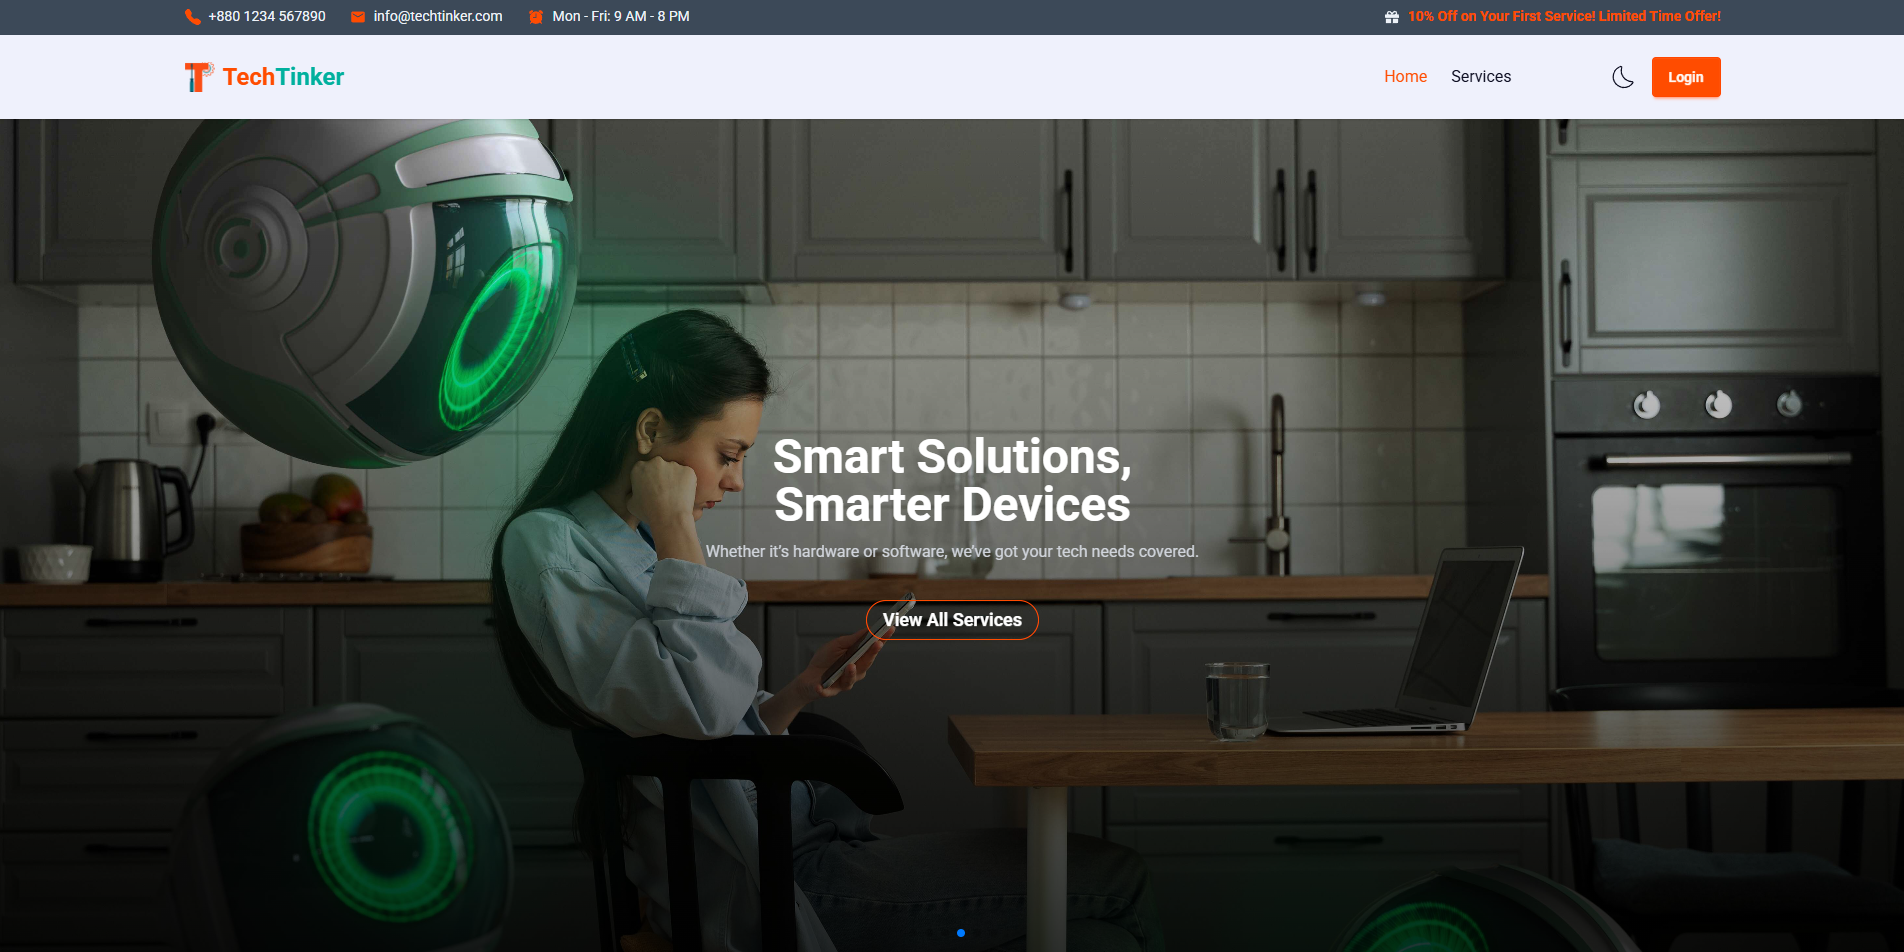 +880 1234 567890
info@techtinker.com
Mon - Fri: 9 AM - 8 PM
10% Off on Your First Service! Limited Time Offer!
TechTinker
Home
Services
Login
Smart Solutions,
Smarter Devices
Whether it’s hardware or software, we’ve got your tech needs covered.
View All Services